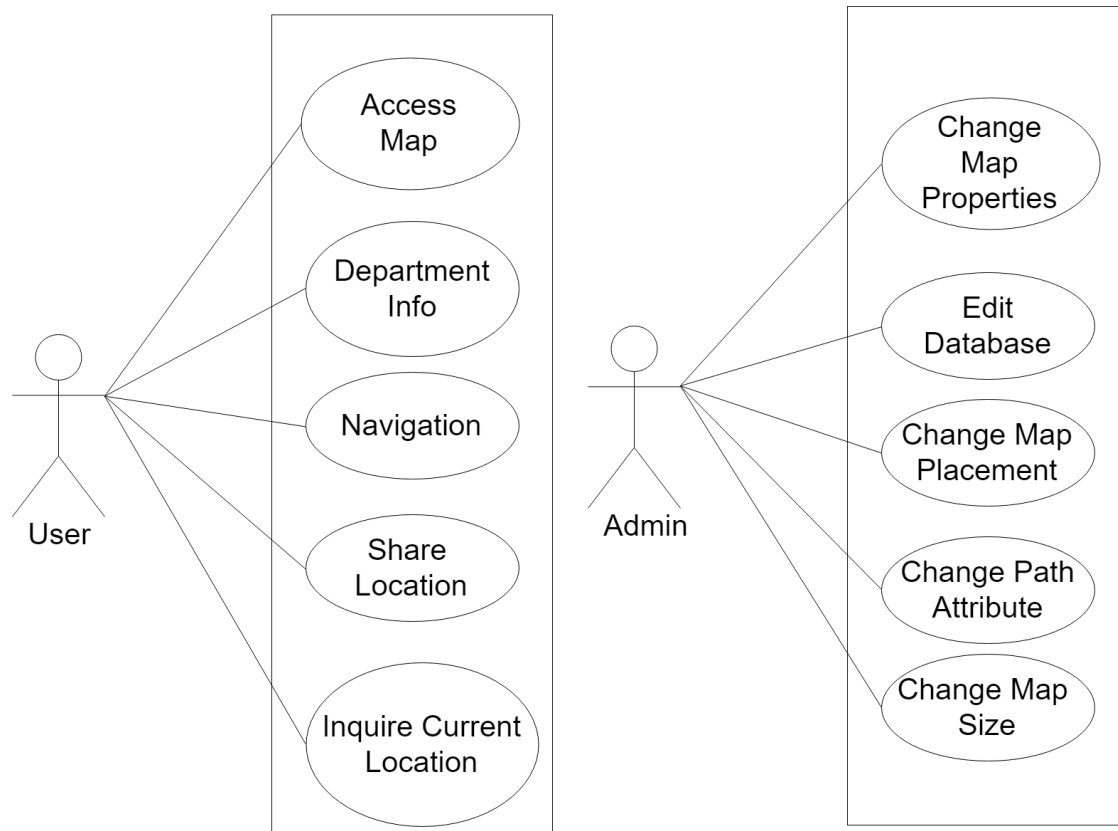 Access
Map
Department
Info
Navigation
Share
Location
Inquire Current
Location
User
Change
Map
Properties
Edit
Database
Change Map
Placement
Change Path
Attribute
Change Map
Size
Admin